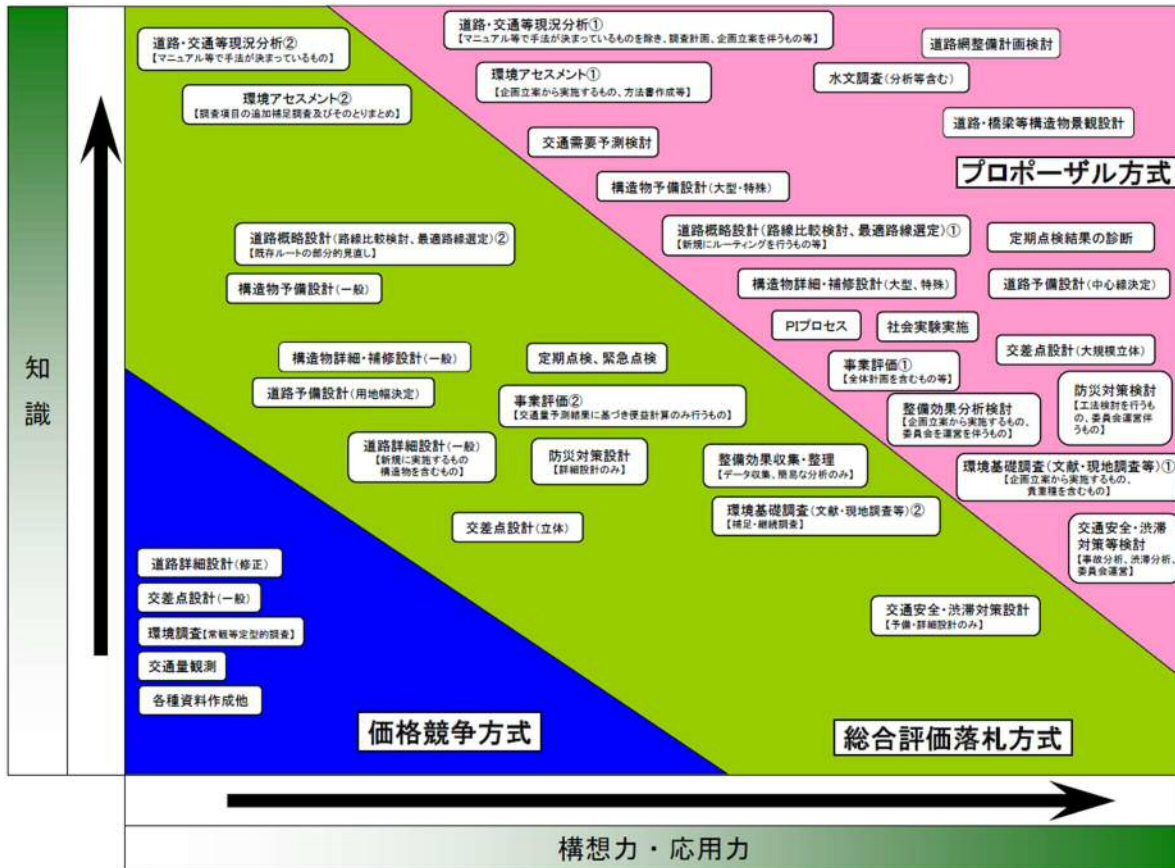 道路・交通等現況分析②
【マニュアル等で手法が決まっているもの】
環境アセスメント②
【調査項目の追加補足調査及びそのとりまとめ】
道路・交通等現況分析①
【マニュアル等で手法が決まっているものを除き、調査計画、企画立案を伴うもの等】
道路網整備計画検討
環境アセスメント①
【企画立案から実施するもの、方法書作成等】
水文調査(分析等含む)
交通需要予測検討
道路・橋梁等構造物景観設計
プロポーザル方式
構造物予備設計(大型・特殊)
道路概略設計(路線比較検討、最適路線選定)②
【既存ルートの部分的見直し】
道路概略設計(路線比較検討、最適路線選定)①
【新規にルーティングを行うもの等】
定期点検結果の診断
構造物予備設計(一般)
構造物詳細・補修設計(大型、特殊)
道路予備設計(中心線決定)
PIプロセス
社会実験実施
構造物詳細・補修設計(一般)
定期点検、緊急点検
事業評価①
【全体計画を含むもの等】
交差点設計(大規模立体)
道路予備設計(用地幅決定)
事業評価②
【交通量予測結果に基づき便益計算のみ行うもの】
整備効果分析検討
【企画立案から実施するもの、
委員会を運営を伴うもの】
防災対策検討
【工法検討を行うも
の、委員会運営伴
うもの】
道路詳細設計(一般)
【新規に実施するもの
構造物を含むもの】
防災対策設計
【詳細設計のみ】
整備効果収集・整理
【データ収集、簡易な分析のみ】
環境基礎調査(文献・現地調査等)①
【企画立案から実施するもの、
貴重種を含むもの】
交差点設計(立体)
環境基礎調査(文献・現地調査等)②
【補足・継続調査】
交通安全・渋滞
対策等検討
【事故分析、渋滞分析、
委員会運営】
道路詳細設計(修正)
交差点設計(一般)
環境調査【常観等定型的調査】
交通量観測
各種資料作成他
交通安全・渋滞対策設計
【予備・詳細設計のみ】
価格競争方式
総合評価落札方式
知識
構想力・応用力